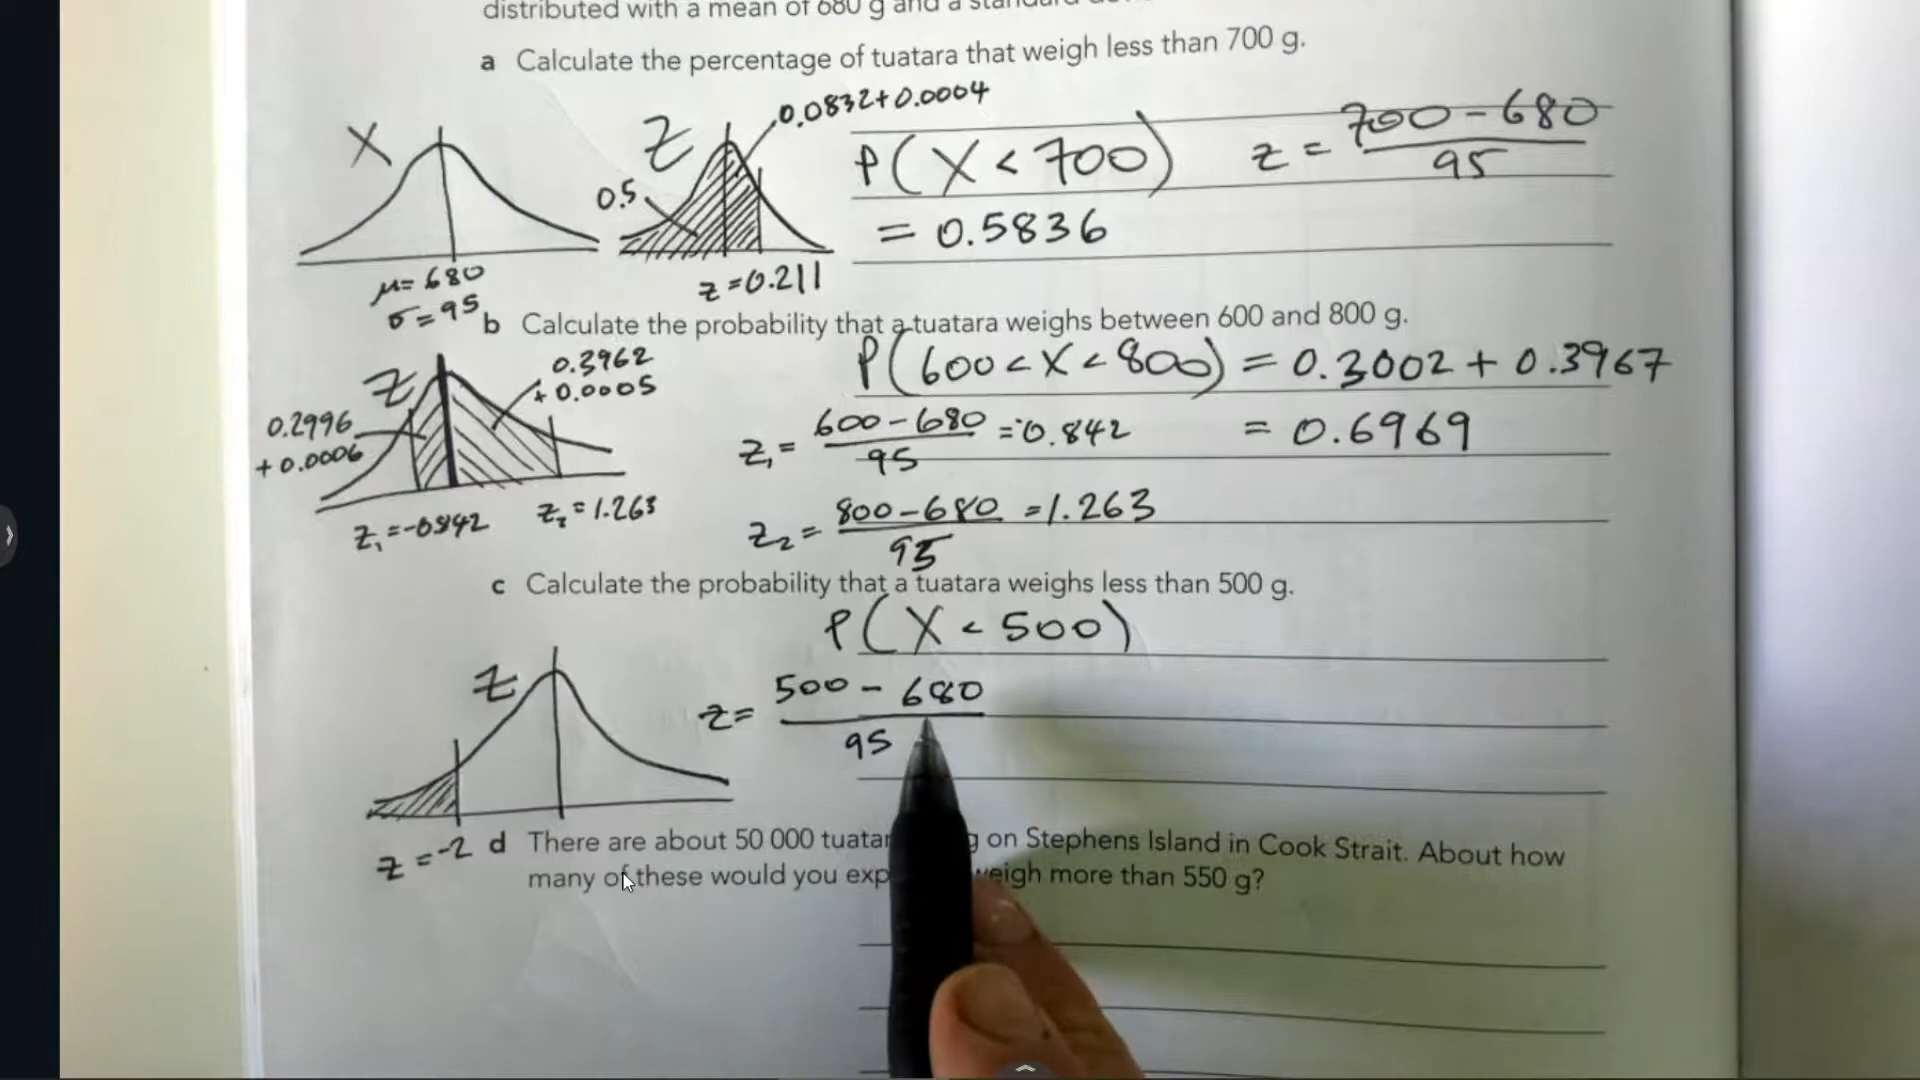 distributed with a mean of 680 g and a standard
a Calculate the percentage of tuatara that weigh less than 700 g.
X
μ= 680
σ=95
Z
0.5
0.0832+0.0004
z=0.211
P(X<700)
= 0.5836
z = 700-680
95
b Calculate the probability that a tuatara weighs between 600 and 800 g.
Z
0.2996
+0.0006
0.3962
+0.0005
z₁=-0.842
z₂=1.263
P(600<X<800) = 0.3002 + 0.3967
= 0.6969
z₁= 600-680 =-0.842
95
z₂= 800-680 =1.263
95
c Calculate the probability that a tuatara weighs less than 500 g.
P(X<500)
Z
z= 500-680
95
z=-2
d There are about 50 000 on Stephens Island in Cook Strait. About how
many of these would you more than 550 g?